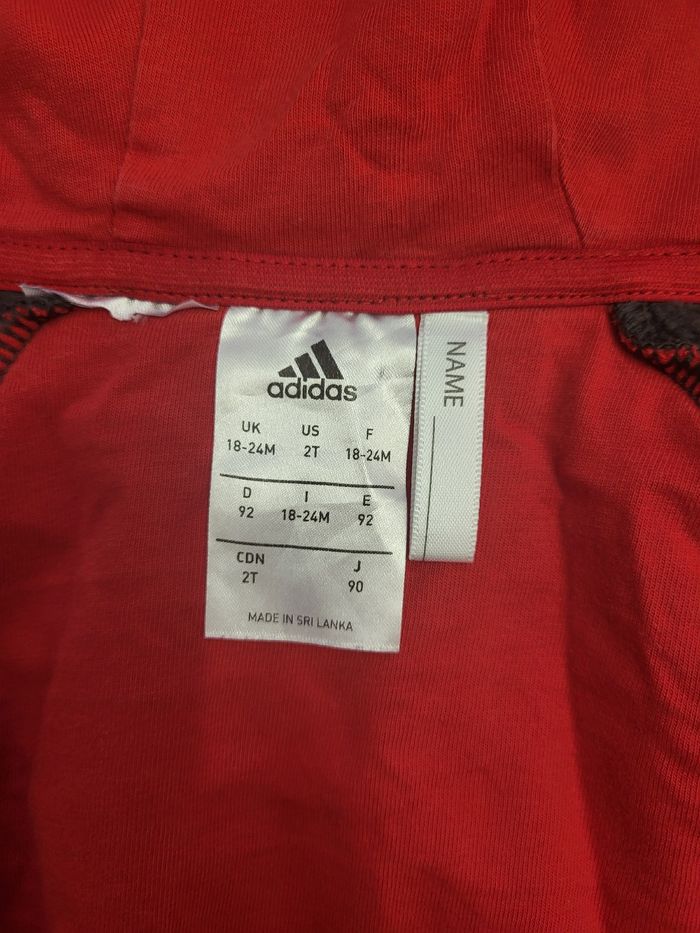 adidas
UK US F
18-24M 2T 18-24M
D I E
92 18-24M 92
CDN J
2T 90
MADE IN SRI LANKA
NAME